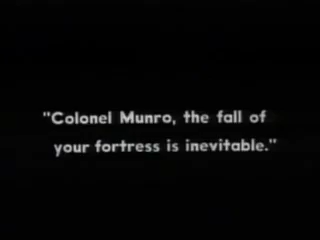 "Colonel Munro, the fall of
your fortress is inevitable."